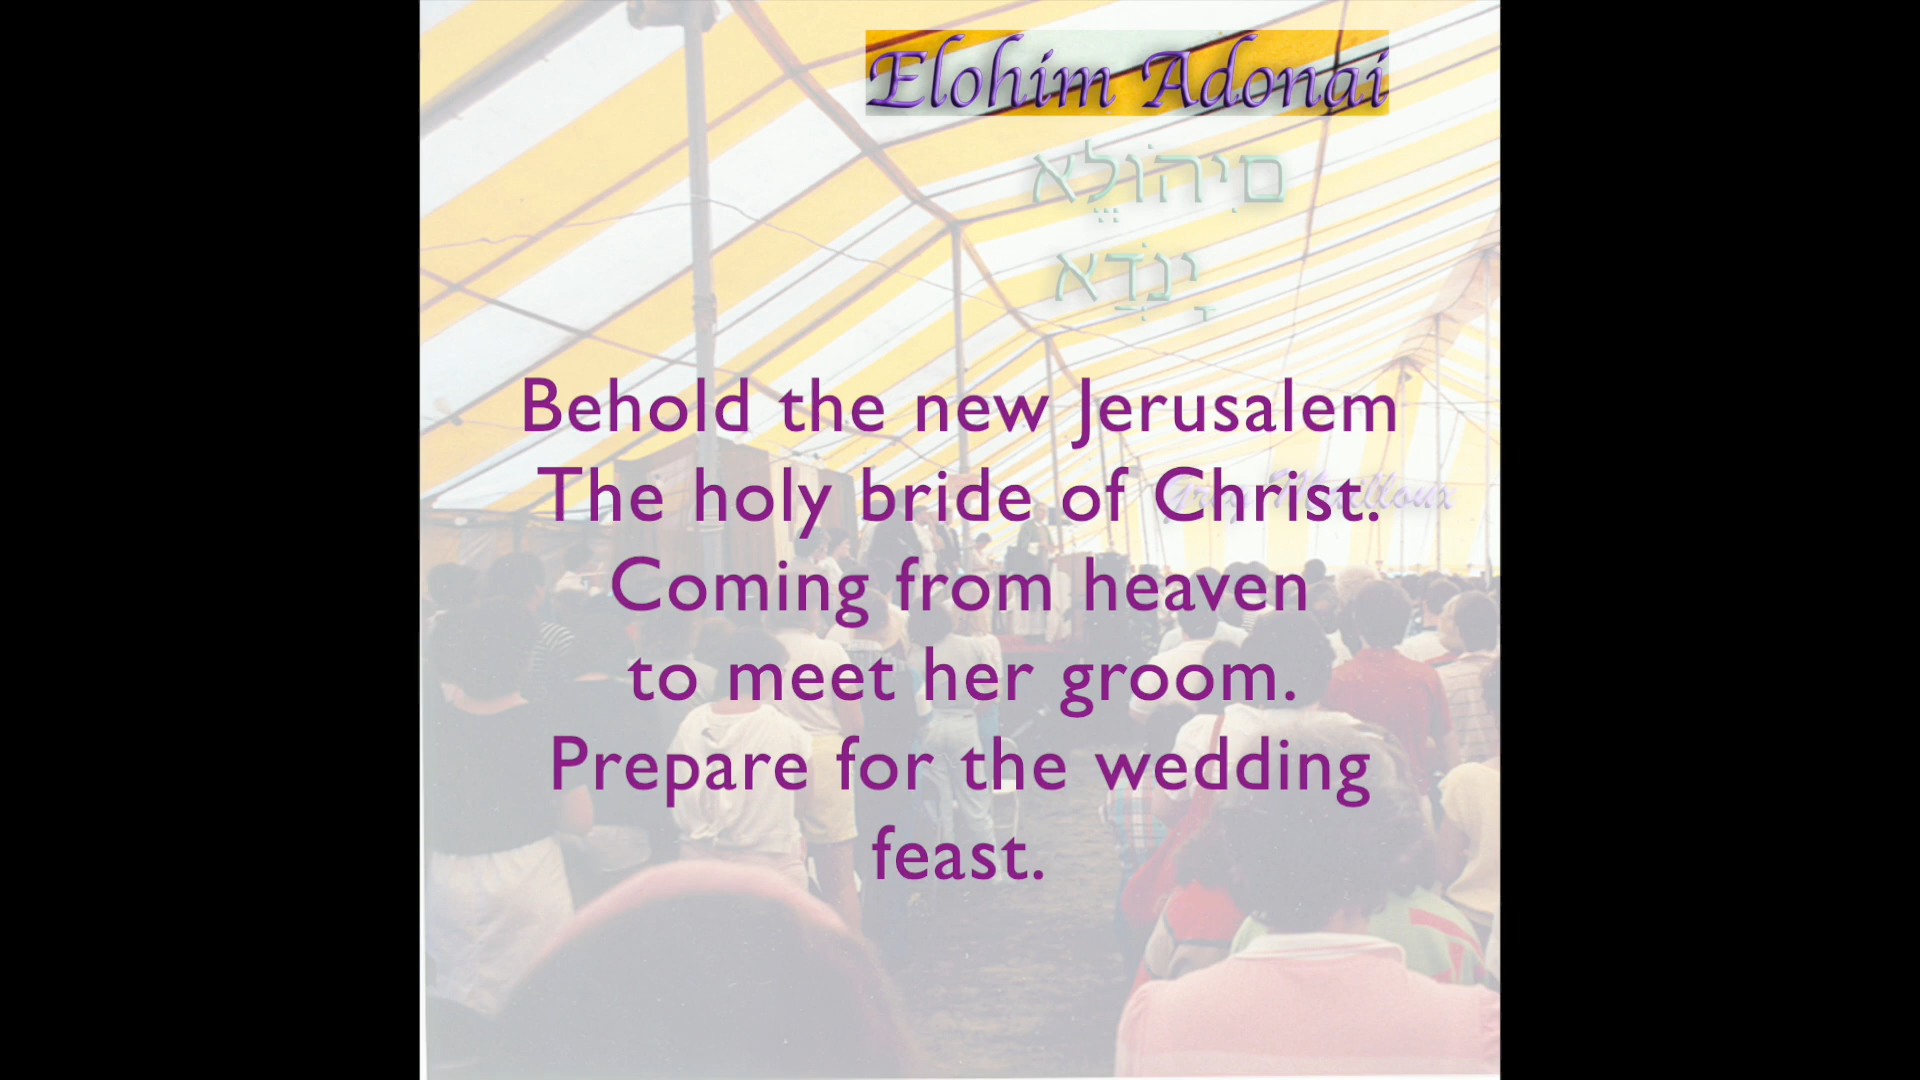 Elohim Adonai
אֱלוֹהִים
אֲדֹנָי
Behold the new Jerusalem
The holy bride of Christ.
Coming from heaven
to meet her groom.
Prepare for the wedding
feast.